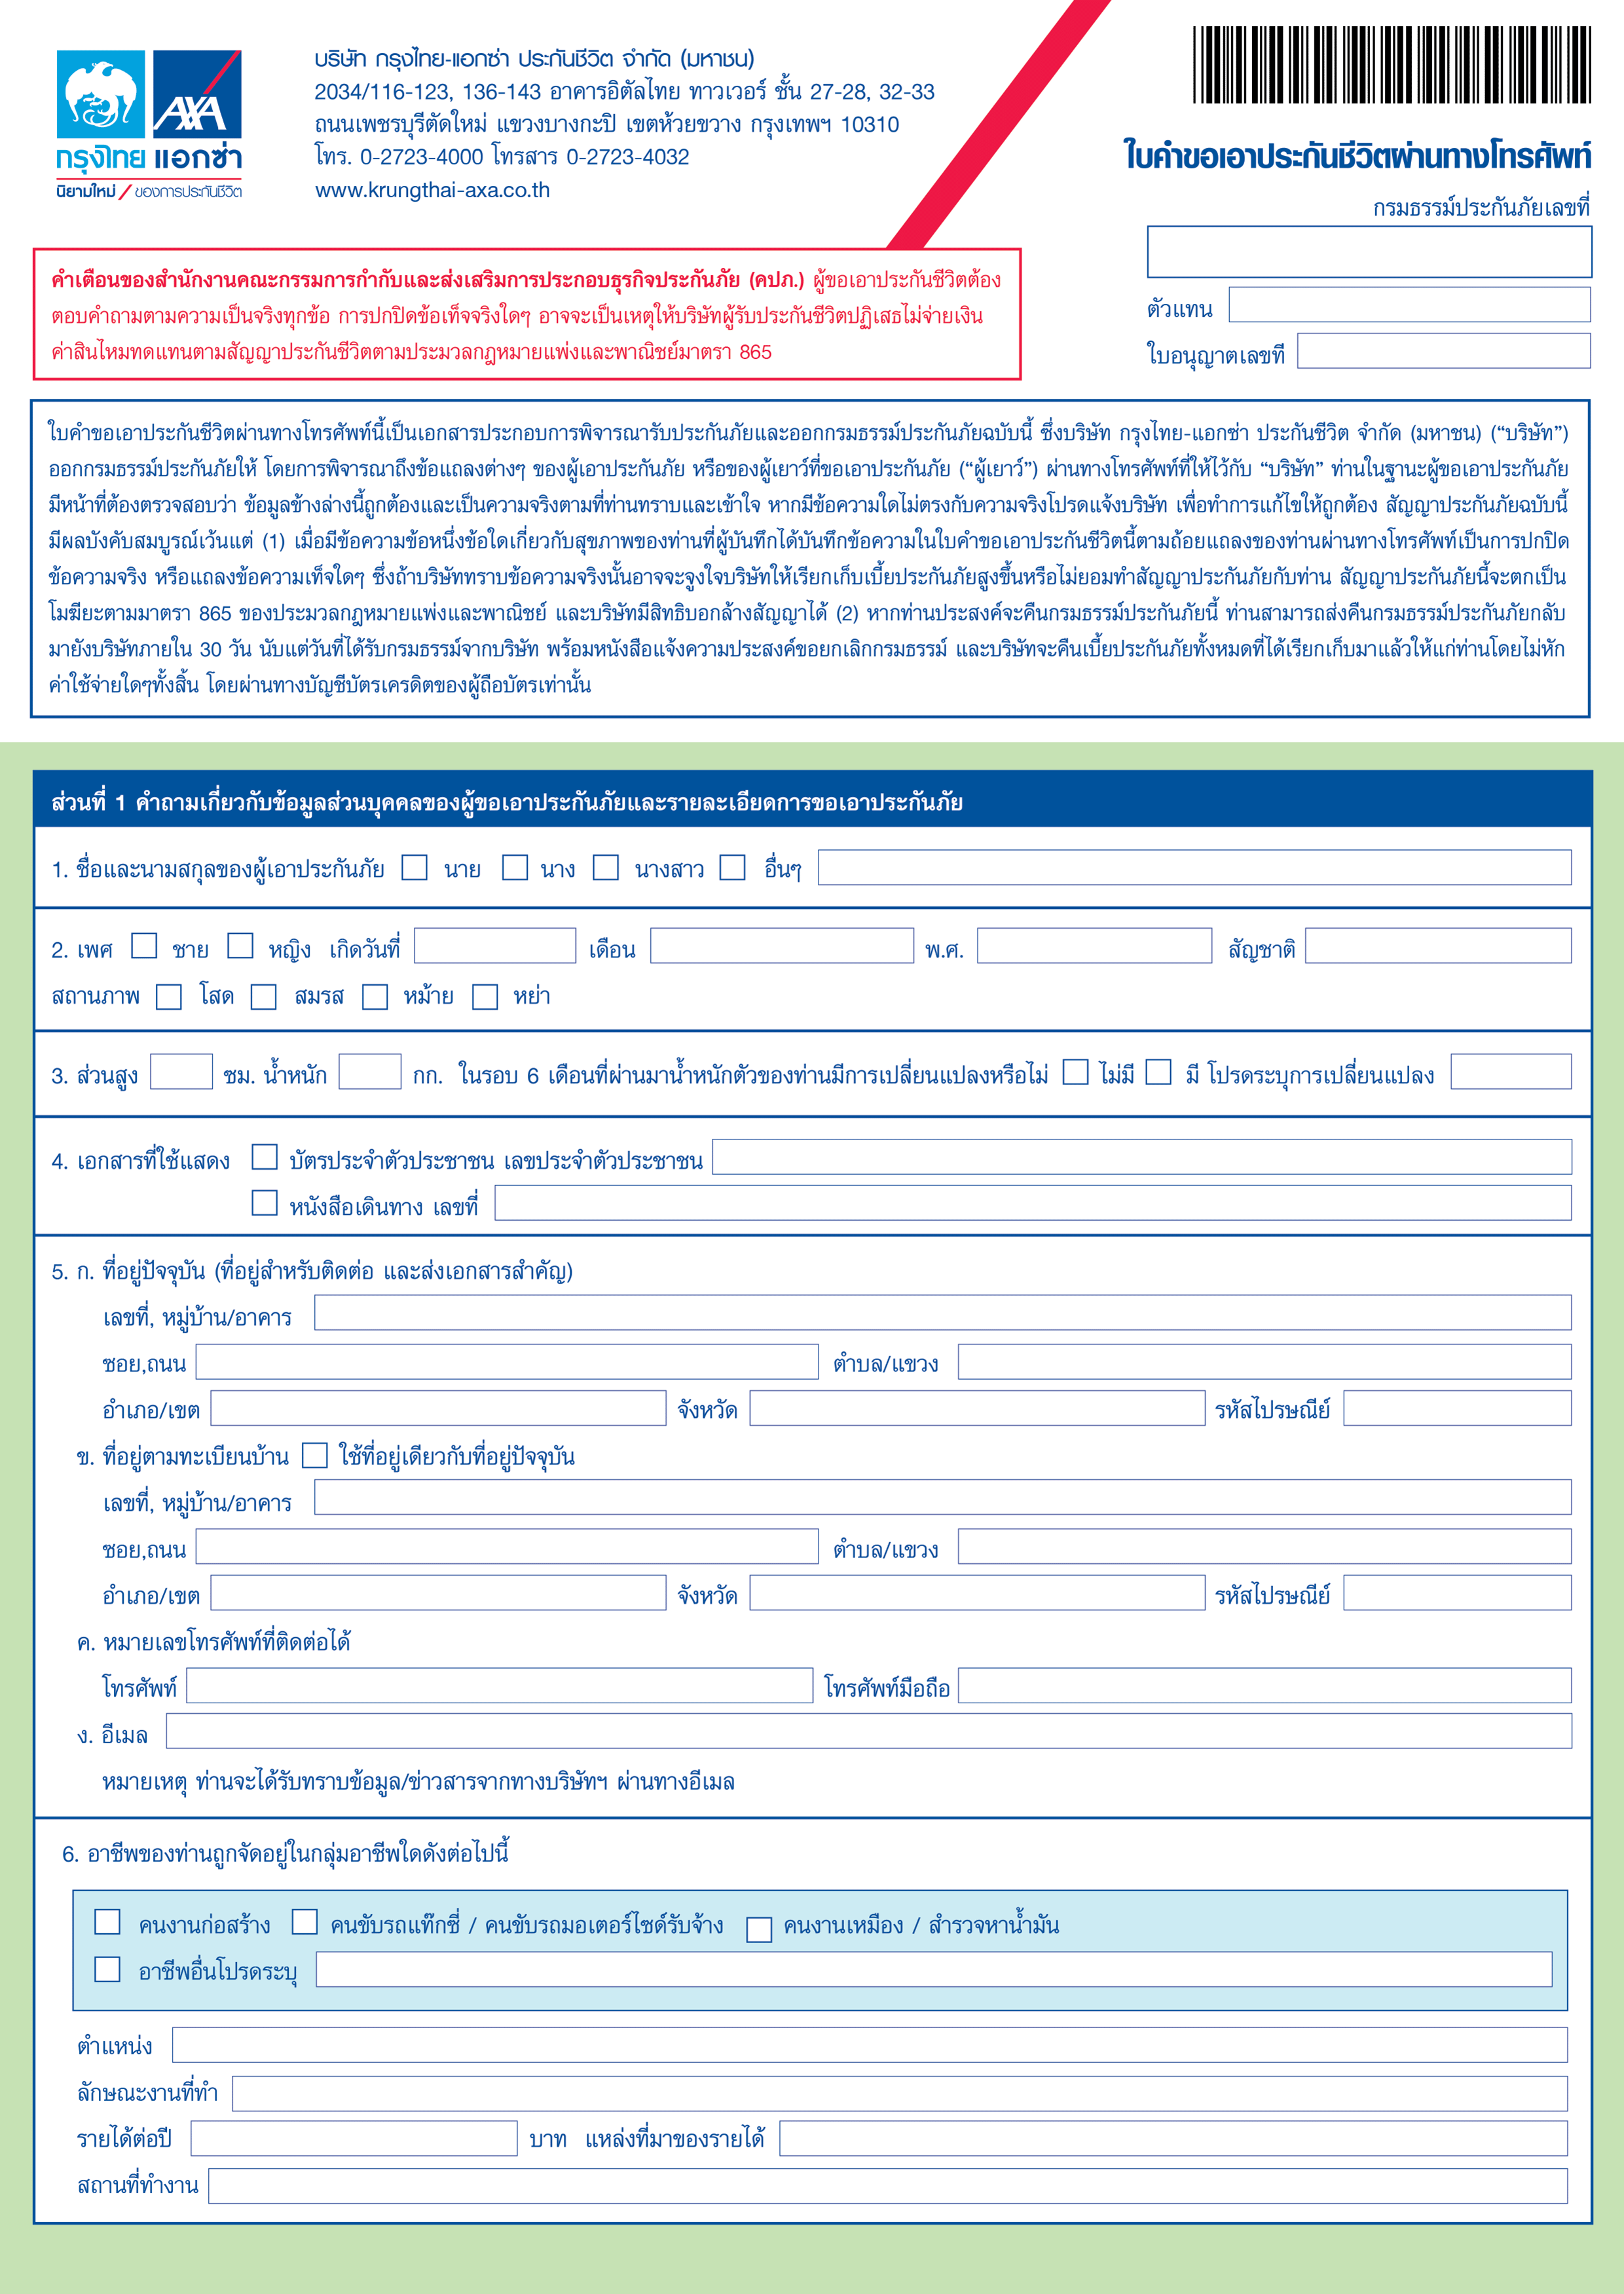 กรุงไทย แอกซ่า
AXA
นิยามใหม่ / ของการประกันชีวิต
บริษัท กรุงไทย-แอกซ่า ประกันชีวิต จำกัด (มหาชน)
2034/116-123, 136-143 อาคารอิตัลไทย ทาวเวอร์ ชั้น 27-28, 32-33
ถนนเพชรบุรีตัดใหม่ แขวงบางกะปิ เขตห้วยขวาง กรุงเทพฯ 10310
โทร. 0-2723-4000 โทรสาร 0-2723-4032
www.krungthai-axa.co.th
ใบคำขอเอาประกันชีวิตผ่านทางโทรศัพท์
กรมธรรม์ประกันภัยเลขที่
ตัวแทน
ใบอนุญาตเลขที่
คำเตือนของสำนักงานคณะกรรมการกำกับและส่งเสริมการประกอบธุรกิจประกันภัย (คปภ.) ผู้ขอเอาประกันชีวิตต้อง
ตอบคำถามตามความเป็นจริงทุกข้อ การปกปิดข้อเท็จจริงใดๆ อาจจะเป็นเหตุให้บริษัทผู้รับประกันชีวิตปฏิเสธไม่จ่ายเงิน
ค่าสินไหมทดแทนตามสัญญาประกันชีวิตตามประมวลกฎหมายแพ่งและพาณิชย์มาตรา 865
ใบคำขอเอาประกันชีวิตผ่านทางโทรศัพท์นี้เป็นเอกสารประกอบการพิจารณารับประกันภัยและออกกรมธรรม์ประกันภัยฉบับนี้ ซึ่งบริษัท กรุงไทย-แอกซ่า ประกันชีวิต จำกัด (มหาชน) (“บริษัท”)
ออกกรมธรรม์ประกันภัยให้ โดยการพิจารณาถึงข้อแถลงต่างๆ ของผู้เอาประกันภัย หรือของผู้เยาว์ที่ขอเอาประกันภัย (“ผู้เยาว์”) ผ่านทางโทรศัพท์ที่ให้ไว้กับ “บริษัท” ท่านในฐานะผู้ขอเอาประกันภัย
มีหน้าที่ต้องตรวจสอบว่า ข้อมูลข้างล่างนี้ถูกต้องและเป็นความจริงตามที่ท่านทราบและเข้าใจ หากมีข้อความใดไม่ตรงกับความจริงโปรดแจ้งบริษัท เพื่อทำการแก้ไขให้ถูกต้อง สัญญาประกันภัยฉบับนี้
มีผลบังคับสมบูรณ์เว้นแต่ (1) เมื่อมีข้อความข้อหนึ่งข้อใดเกี่ยวกับสุขภาพของท่านที่ผู้บันทึกได้บันทึกข้อความในใบคำขอเอาประกันชีวิตนี้ตามถ้อยแถลงของท่านผ่านทางโทรศัพท์เป็นการปกปิด
ข้อความจริง หรือแถลงข้อความเท็จใดๆ ซึ่งถ้าบริษัททราบข้อความจริงนั้นอาจจะจูงใจบริษัทให้เรียกเก็บเบี้ยประกันภัยสูงขึ้นหรือไม่ยอมทำสัญญาประกันภัยกับท่าน สัญญาประกันภัยนี้จะตกเป็น
โมฆียะตามมาตรา 865 ของประมวลกฎหมายแพ่งและพาณิชย์ และบริษัทมีสิทธิบอกล้างสัญญาได้ (2) หากท่านประสงค์จะคืนกรมธรรม์ประกันภัยนี้ ท่านสามารถส่งคืนกรมธรรม์ประกันภัยกลับ
มายังบริษัทภายใน 30 วัน นับแต่วันที่ได้รับกรมธรรม์จากบริษัท พร้อมหนังสือแจ้งความประสงค์ขอยกเลิกกรมธรรม์ และบริษัทจะคืนเบี้ยประกันภัยทั้งหมดที่ได้เรียกเก็บมาแล้วให้แก่ท่านโดยไม่หัก
ค่าใช้จ่ายใดๆทั้งสิ้น โดยผ่านทางบัญชีบัตรเครดิตของผู้ถือบัตรเท่านั้น
ส่วนที่ 1 คำถามเกี่ยวกับข้อมูลส่วนบุคคลของผู้ขอเอาประกันภัยและรายละเอียดการขอเอาประกันภัย
1. ชื่อและนามสกุลของผู้เอาประกันภัย นาย นาง นางสาว อื่นๆ
2. เพศ ชาย หญิง เกิดวันที่ เดือน พ.ศ. สัญชาติ
สถานภาพ โสด สมรส หม้าย หย่า
3. ส่วนสูง ซม. น้ำหนัก กก. ในรอบ 6 เดือนที่ผ่านมาน้ำหนักตัวของท่านมีการเปลี่ยนแปลงหรือไม่ ไม่มี มี โปรดระบุการเปลี่ยนแปลง
4. เอกสารที่ใช้แสดง บัตรประจำตัวประชาชน เลขประจำตัวประชาชน
หนังสือเดินทาง เลขที่
5. ก. ที่อยู่ปัจจุบัน (ที่อยู่สำหรับติดต่อ และส่งเอกสารสำคัญ)
เลขที่, หมู่บ้าน/อาคาร
ซอย,ถนน ตำบล/แขวง
อำเภอ/เขต จังหวัด รหัสไปรษณีย์
ข. ที่อยู่ตามทะเบียนบ้าน ใช้ที่อยู่เดียวกับที่อยู่ปัจจุบัน
เลขที่, หมู่บ้าน/อาคาร
ซอย,ถนน ตำบล/แขวง
อำเภอ/เขต จังหวัด รหัสไปรษณีย์
ค. หมายเลขโทรศัพท์ที่ติดต่อได้
โทรศัพท์ โทรศัพท์มือถือ
ง. อีเมล
หมายเหตุ ท่านจะได้รับทราบข้อมูล/ข่าวสารจากทางบริษัทฯ ผ่านทางอีเมล
6. อาชีพของท่านถูกจัดอยู่ในกลุ่มอาชีพใดดังต่อไปนี้
คนงานก่อสร้าง คนขับรถแท๊กซี่ / คนขับรถมอเตอร์ไซด์รับจ้าง คนงานเหมือง / สำรวจหาน้ำมัน
อาชีพอื่นโปรดระบุ
ตำแหน่ง
ลักษณะงานที่ทำ
รายได้ต่อปี บาท แหล่งที่มาของรายได้
สถานที่ทำงาน